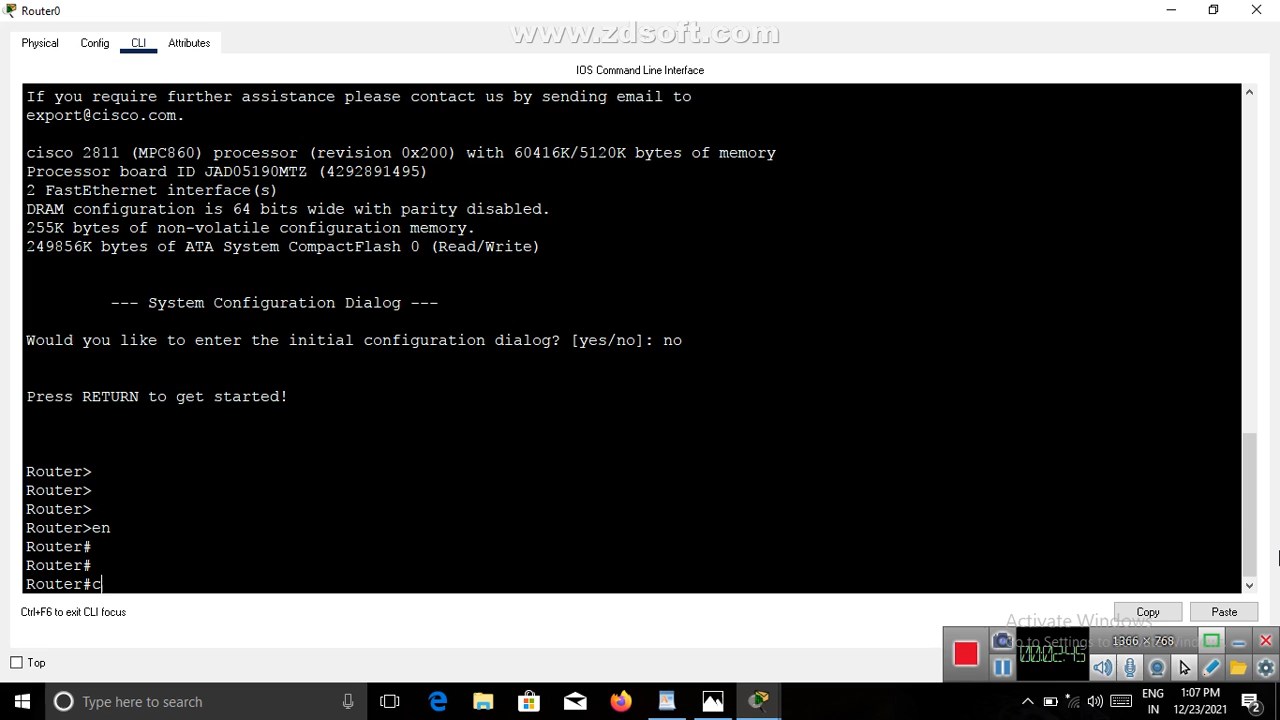 Router0
www.zdsoft.com
Physical Config CLI Attributes
IOS Command Line Interface
If you require further assistance please contact us by sending email to
export@cisco.com.
cisco 2811 (MPC860) processor (revision 0x200) with 60416K/5120K bytes of memory
Processor board ID JAD05190MTZ (4292891495)
2 FastEthernet interface(s)
DRAM configuration is 64 bits wide with parity disabled.
255K bytes of non-volatile configuration memory.
249856K bytes of ATA System CompactFlash 0 (Read/Write)
--- System Configuration Dialog ---
Would you like to enter the initial configuration dialog? [yes/no]: no
Press RETURN to get started!
Router>
Router>
Router>
Router>en
Router#
Router#
Router#c
Ctrl+F6 to exit CLI focus
Copy Paste
Activate Windows
Go to Settings to activate Windows.
1366 × 768
00:02:45
Top
Type here to search
ENG
IN
1:07 PM
12/23/2021
2